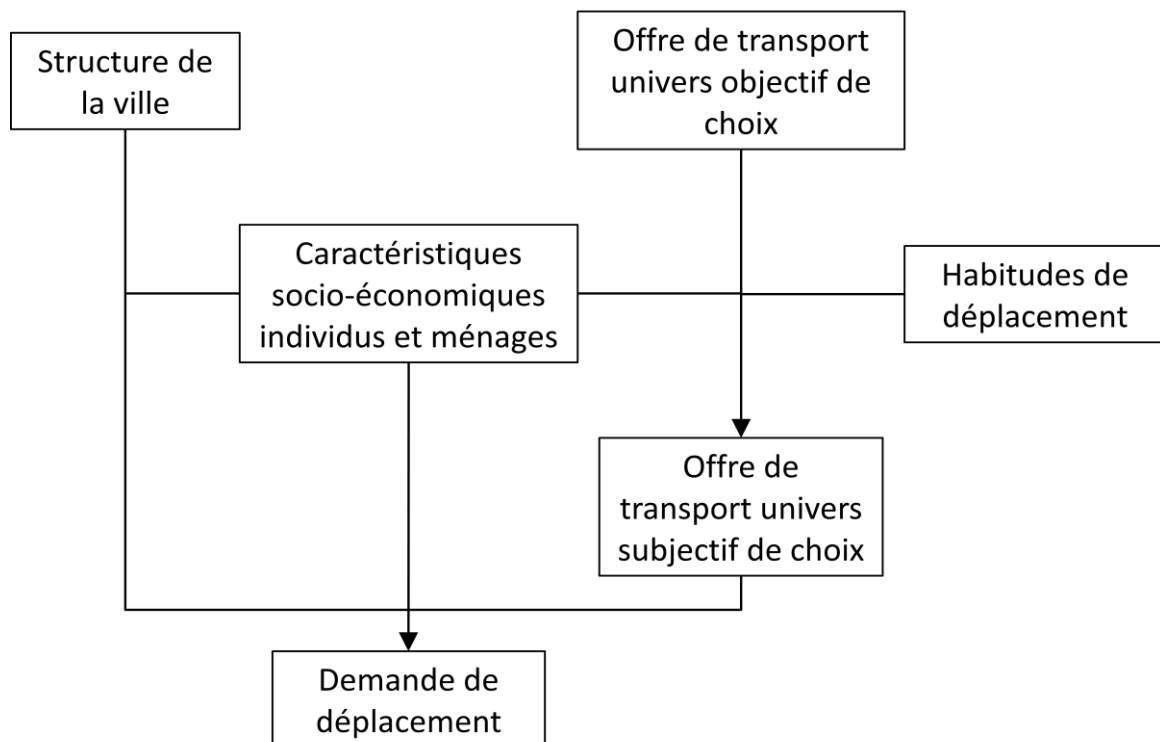 Structure de
la ville
Offre de transport
univers objectif de
choix
Caractéristiques
socio-économiques
individus et ménages
Habitudes de
déplacement
Offre de
transport univers
subjectif de choix
Demande de
déplacement